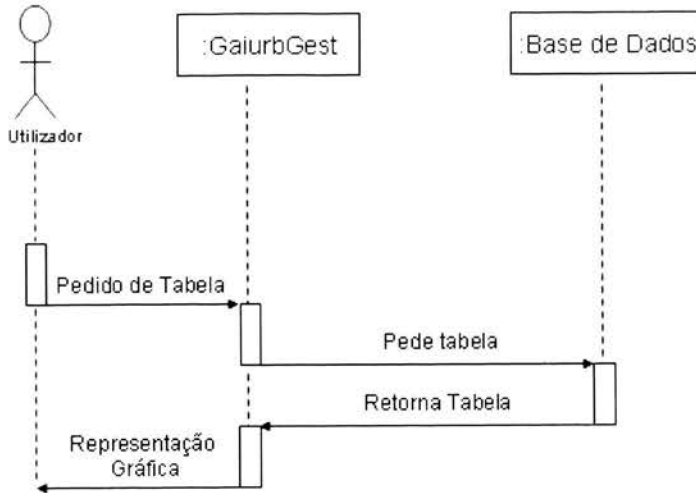 :GaiurbGest
:Base de Dados
Utilizador
Pedido de Tabela
Pede tabela
Retorna Tabela
Representação
Gráfica